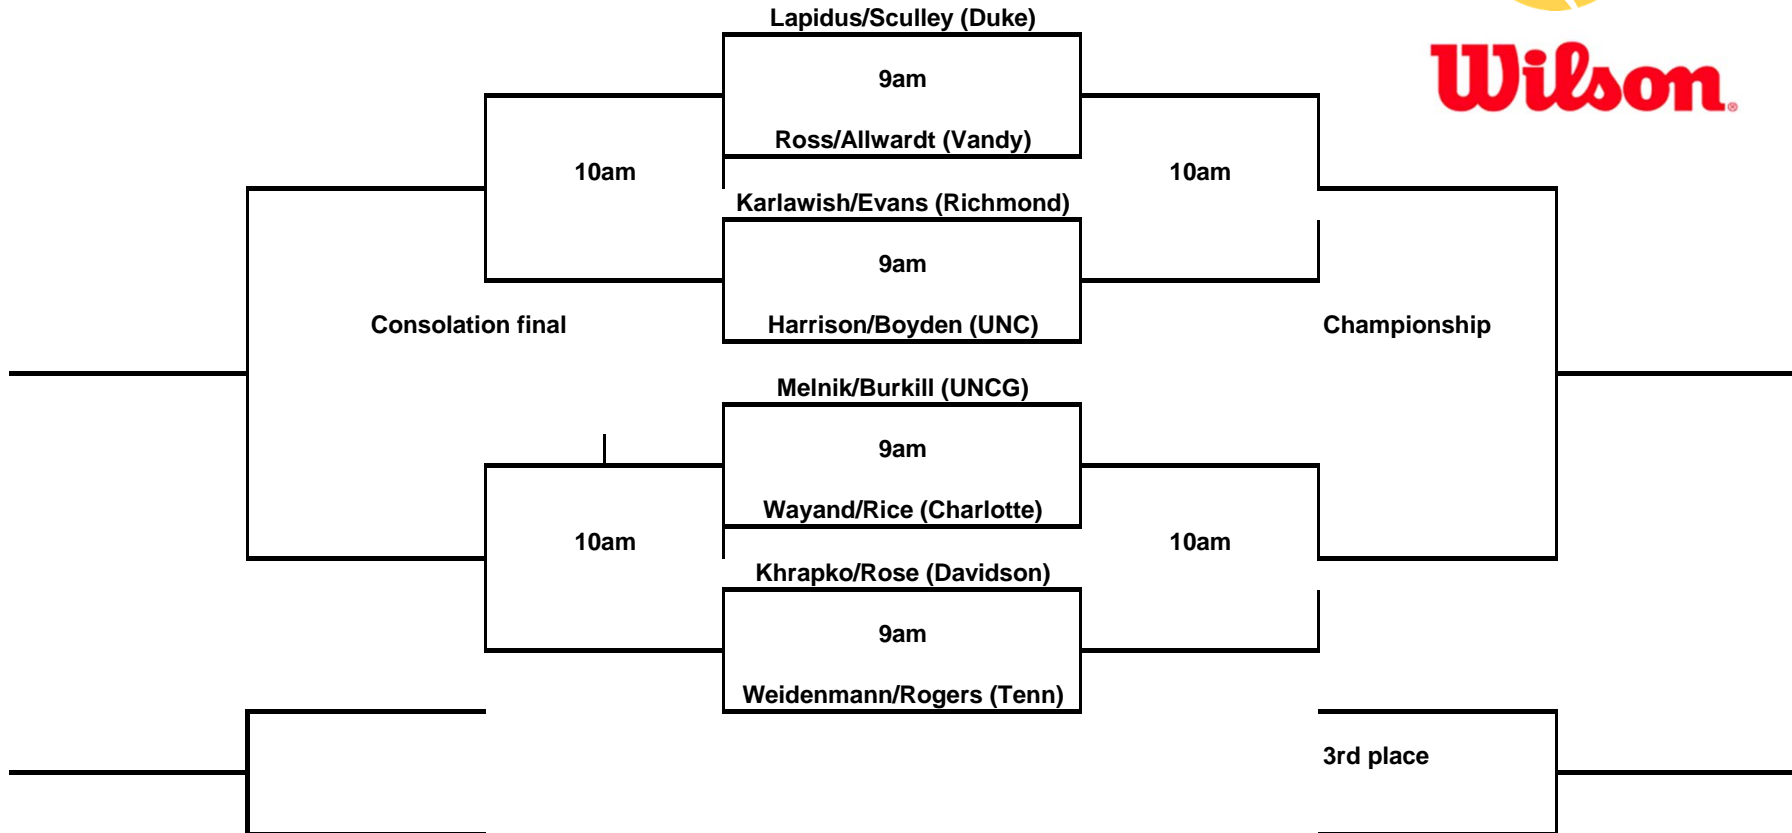 Lapidus/Sculley (Duke)
Wilson®
9am
Ross/Allwardt (Vandy)
10am
10am
Karlawish/Evans (Richmond)
9am
Consolation final
Harrison/Boyden (UNC)
Championship
Melnik/Burkill (UNCG)
9am
Wayand/Rice (Charlotte)
10am
10am
Khrapko/Rose (Davidson)
9am
Weidenmann/Rogers (Tenn)
3rd place